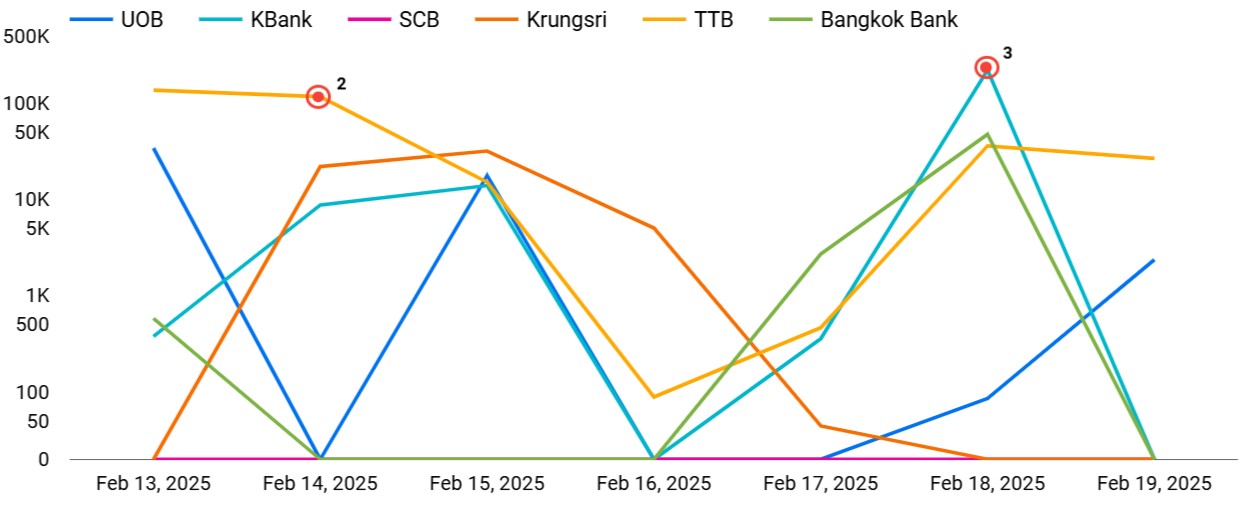 UOB KBank SCB Krungsri TTB Bangkok Bank
500K
100K
50K
10K
5K
1K
500
100
50
0
2
3
Feb 13, 2025 Feb 14, 2025 Feb 15, 2025 Feb 16, 2025 Feb 17, 2025 Feb 18, 2025 Feb 19, 2025